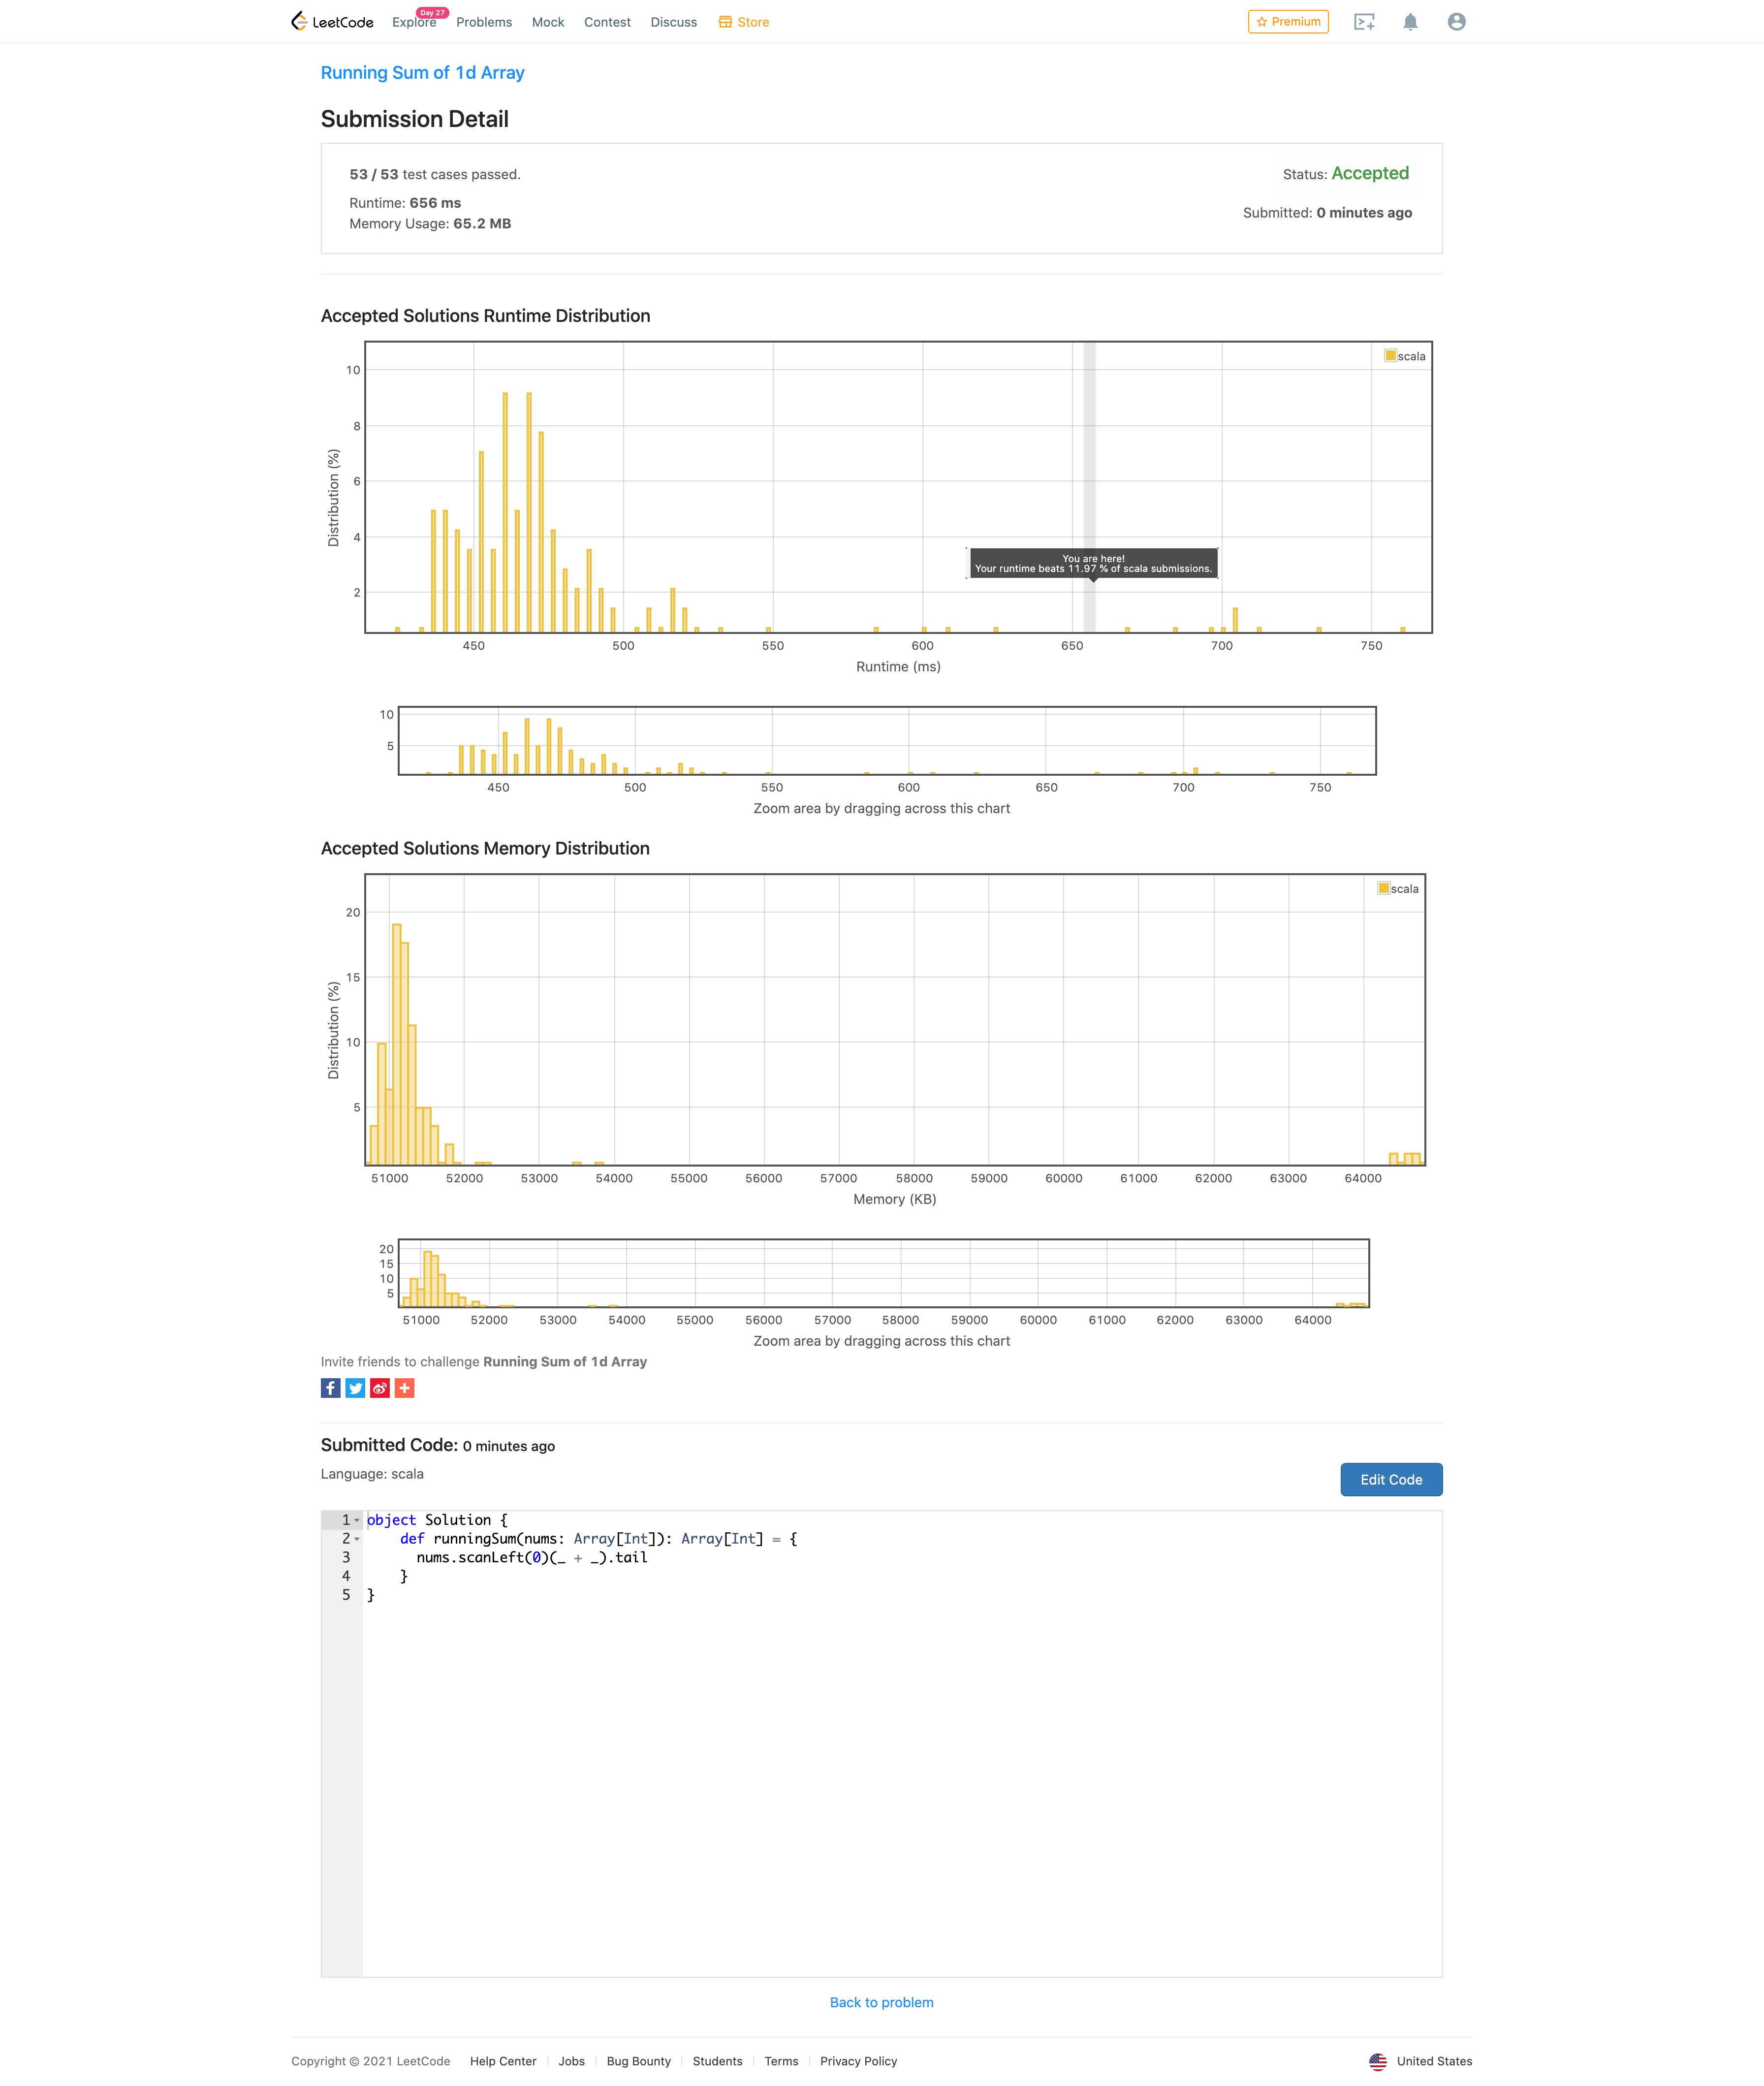 LeetCode
Explore
Day 27
Problems
Mock
Contest
Discuss
Store
Premium
Running Sum of 1d Array
Submission Detail
53 / 53 test cases passed.
Status: Accepted
Runtime: 656 ms
Submitted: 0 minutes ago
Memory Usage: 65.2 MB
Accepted Solutions Runtime Distribution
scala
Distribution (%)
10
8
6
4
2
You are here!
Your runtime beats 11.97 % of scala submissions.
450 500 550 600 650 700 750
Runtime (ms)
10
5
450 500 550 600 650 700 750
Zoom area by dragging across this chart
Accepted Solutions Memory Distribution
scala
Distribution (%)
20
15
10
5
51000 52000 53000 54000 55000 56000 57000 58000 59000 60000 61000 62000 63000 64000
Memory (KB)
20
15
10
5
51000 52000 53000 54000 55000 56000 57000 58000 59000 60000 61000 62000 63000 64000
Zoom area by dragging across this chart
Invite friends to challenge Running Sum of 1d Array
Submitted Code: 0 minutes ago
Language: scala
Edit Code
1 object Solution {
2     def runningSum(nums: Array[Int]): Array[Int] = {
3       nums.scanLeft(0)(_ + _).tail
4     }
5 }
Back to problem
Copyright © 2021 LeetCode
Help Center
Jobs
Bug Bounty
Students
Terms
Privacy Policy
United States